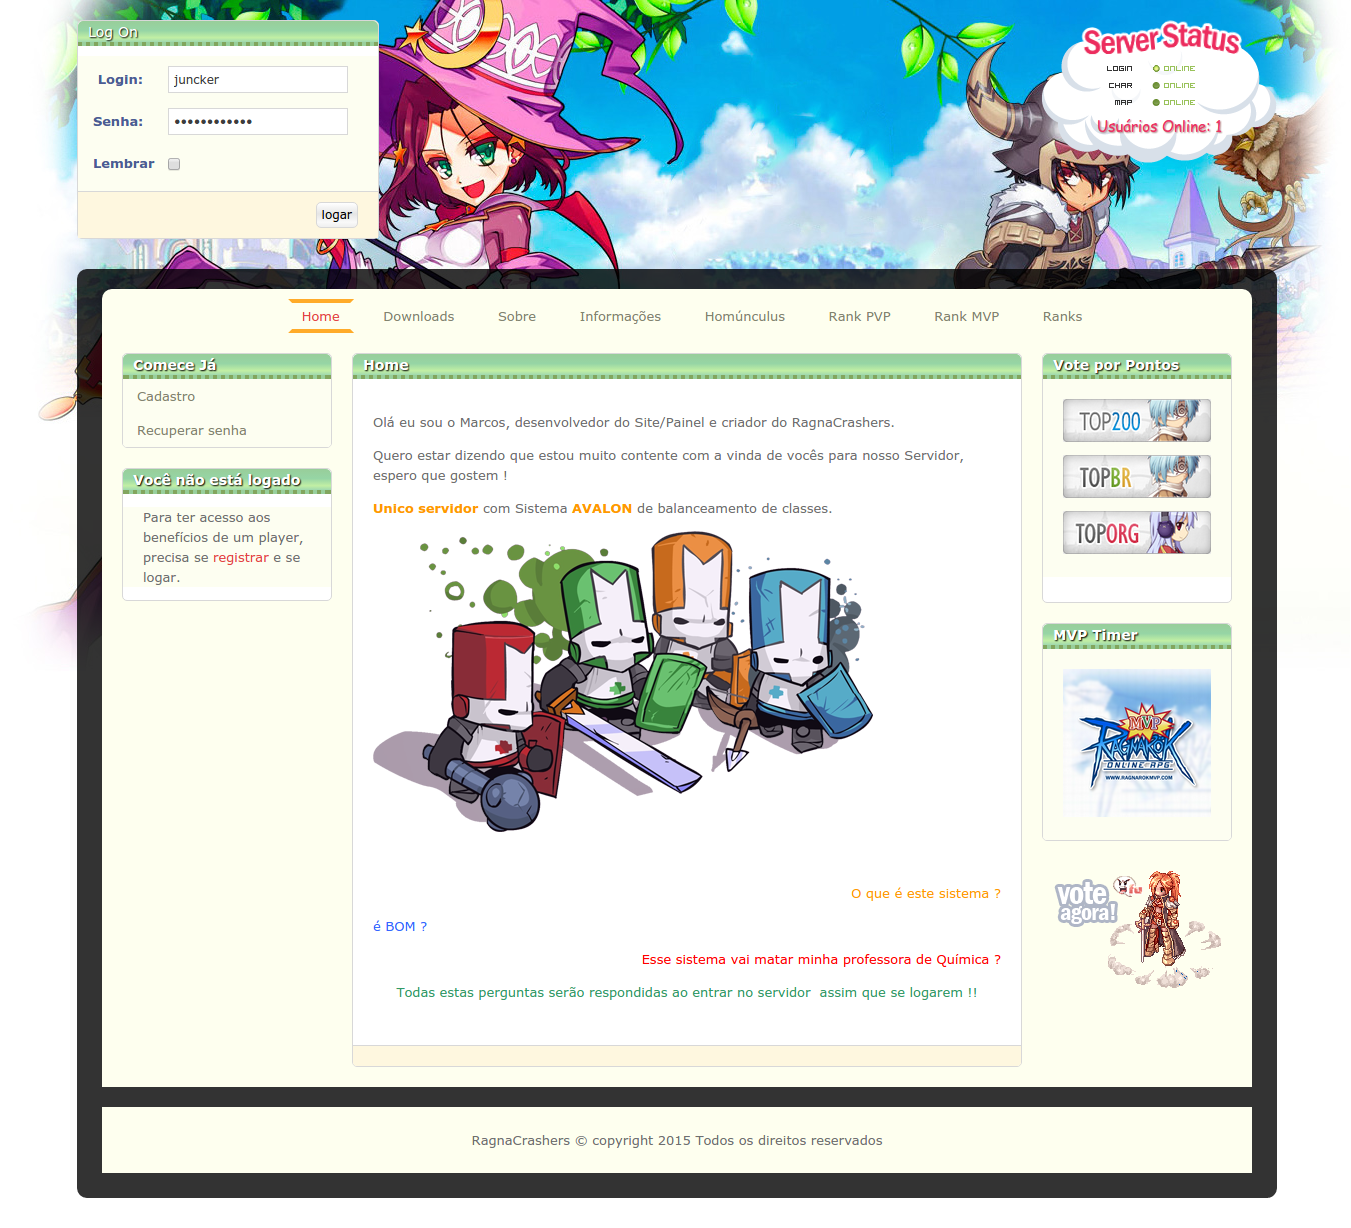 Log On
Login:
juncker
Senha:
••••••••••••
Lembrar
logar
Server Status
LOGIN ONLINE
CHAR ONLINE
MAP ONLINE
Usuários Online: 1
Home Downloads Sobre Informações Homúnculus Rank PVP Rank MVP Ranks
Comece Já
Cadastro
Recuperar senha
Você não está logado
Para ter acesso aos
benefícios de um player,
precisa se registrar e se
logar.
Home
Olá eu sou o Marcos, desenvolvedor do Site/Painel e criador do RagnaCrashers.
Quero estar dizendo que estou muito contente com a vinda de vocês para nosso Servidor,
espero que gostem !
Unico servidor com Sistema AVALON de balanceamento de classes.
O que é este sistema ?
é BOM ?
Esse sistema vai matar minha professora de Química ?
Todas estas perguntas serão respondidas ao entrar no servidor  assim que se logarem !!
Vote por Pontos
TOP200
TOPBR
TOPORG
MVP Timer
MVP
RAGNAROK
ONLINE RPG
WWW.RAGNAROKMVP.COM
vote
agora!
RagnaCrashers © copyright 2015 Todos os direitos reservados